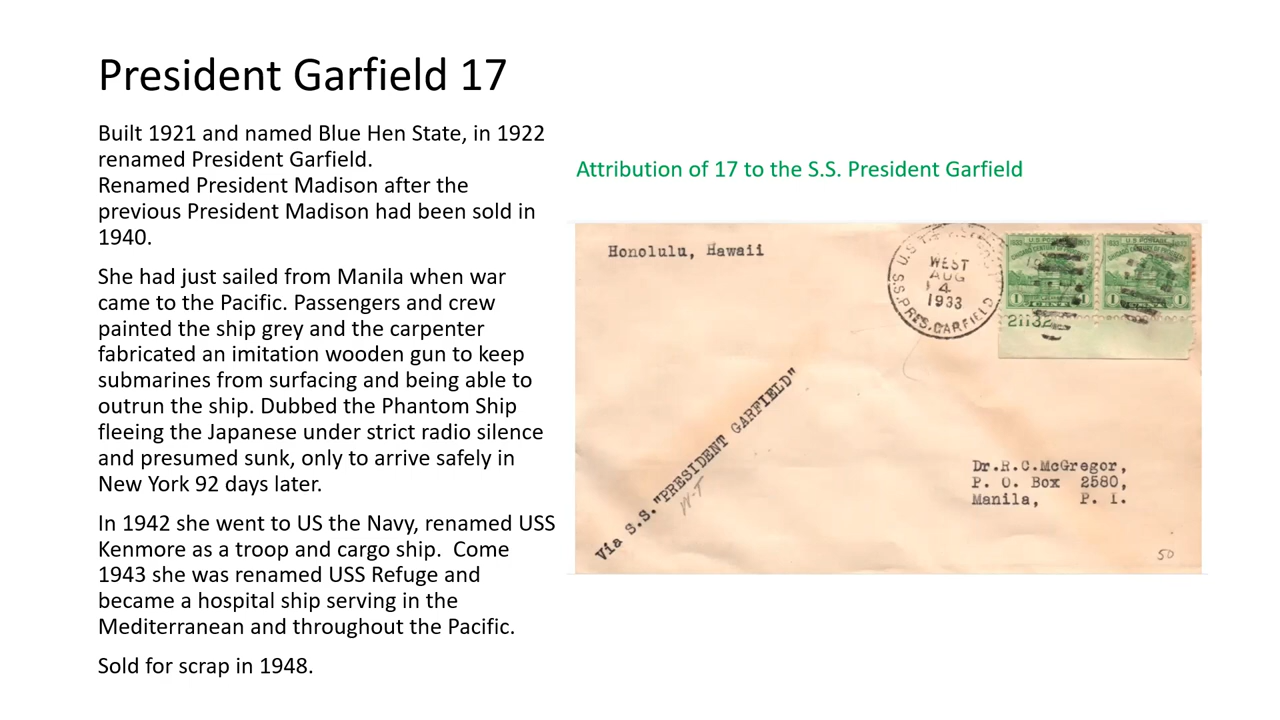 President Garfield 17
Built 1921 and named Blue Hen State, in 1922
renamed President Garfield.
Renamed President Madison after the
previous President Madison had been sold in
1940.
She had just sailed from Manila when war
came to the Pacific. Passengers and crew
painted the ship grey and the carpenter
fabricated an imitation wooden gun to keep
submarines from surfacing and being able to
outrun the ship. Dubbed the Phantom Ship
fleeing the Japanese under strict radio silence
and presumed sunk, only to arrive safely in
New York 92 days later.
In 1942 she went to US the Navy, renamed USS
Kenmore as a troop and cargo ship.  Come
1943 she was renamed USS Refuge and
became a hospital ship serving in the
Mediterranean and throughout the Pacific.
Sold for scrap in 1948.
Attribution of 17 to the S.S. President Garfield
Honolulu, Hawaii
U.S.
WEST
AUG
4
1933
S.S. PRES. GARFIELD
U.S. POSTAGE
1 CENT 1
U.S. POSTAGE
1 1
21132
Via S.S. "PRESIDENT GARFIELD"
Dr.R.C.McGregor,
P. O. Box 2580,
Manila, P. I.
50